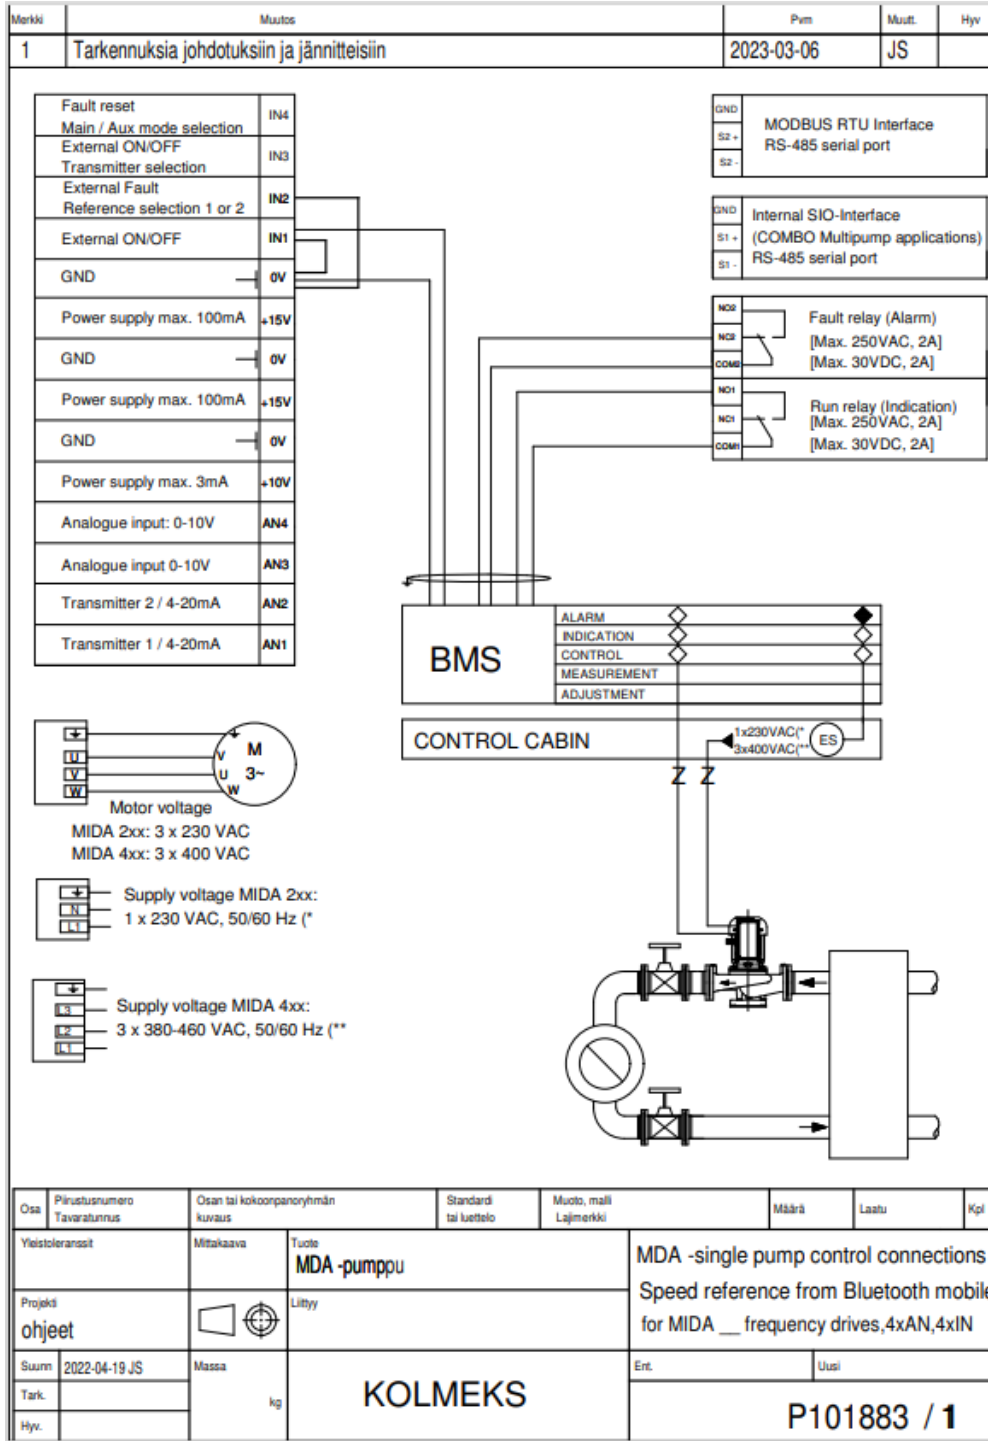 Merkki Muutos Pvm Muutt. Hyv
1 Tarkennuksia johdotuksiin ja jännitteisiin 2023-03-06 JS
Fault reset
Main / Aux mode selection IN4
External ON/OFF
Transmitter selection IN3
External Fault
Reference selection 1 or 2 IN2
External ON/OFF IN1
GND 0V
Power supply max. 100mA +15V
GND 0V
Power supply max. 100mA +15V
GND 0V
Power supply max. 3mA +10V
Analogue input: 0-10V AN4
Analogue input 0-10V AN3
Transmitter 2 / 4-20mA AN2
Transmitter 1 / 4-20mA AN1
GND
S2 +
S2 -
MODBUS RTU Interface
RS-485 serial port
GND
S1 +
S1 -
Internal SIO-Interface
(COMBO Multipump applications)
RS-485 serial port
NO2
NC2
COM2
Fault relay (Alarm)
[Max. 250VAC, 2A]
[Max. 30VDC, 2A]
NO1
NC1
COM1
Run relay (Indication)
[Max. 250VAC, 2A]
[Max. 30VDC, 2A]
BMS
ALARM
INDICATION
CONTROL
MEASUREMENT
ADJUSTMENT
CONTROL CABIN
1x230VAC(*
3x400VAC(**
ES
Z Z
U
V
W
V
U
W
M
3~
Motor voltage
MIDA 2xx: 3 x 230 VAC
MIDA 4xx: 3 x 400 VAC
N
L1
Supply voltage MIDA 2xx:
1 x 230 VAC, 50/60 Hz (*
L3
L2
L1
Supply voltage MIDA 4xx:
3 x 380-460 VAC, 50/60 Hz (**
Osa
Piirustusnumero
Tavaratunnus
Osan tai kokoonpanoryhmän
kuvaus
Standardi
tai luettelo
Muoto, malli
Lajimerkki
Määrä
Laatu
Kpl
Yleistoleranssit
Mittakaava
Tuote
MDA -pumppu
MDA -single pump control connections
Speed reference from Bluetooth mobile
for MIDA __ frequency drives,4xAN,4xIN
Projekti
ohjeet
Liittyy
Suunn 2022-04-19 JS
Tark.
Hyv.
Massa
kg
KOLMEKS
Ent.
Uusi
P101883 / 1